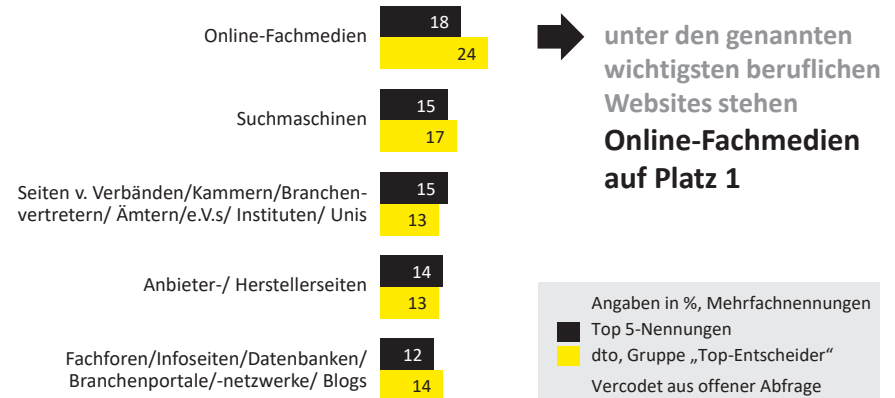 Online-Fachmedien
18
24
unter den genannten
wichtigsten beruflichen
Websites stehen
Online-Fachmedien
auf Platz 1
Suchmaschinen
15
17
Seiten v. Verbänden/Kammern/Branchen-
vertretern/ Ämtern/e.V.s/ Instituten/ Unis
15
13
Anbieter-/ Herstellerseiten
14
13
Fachforen/Infoseiten/Datenbanken/
Branchenportale/-netzwerke/ Blogs
12
14
Angaben in %, Mehrfachnennungen
Top 5-Nennungen
dto, Gruppe „Top-Entscheider“
Vercodet aus offener Abfrage